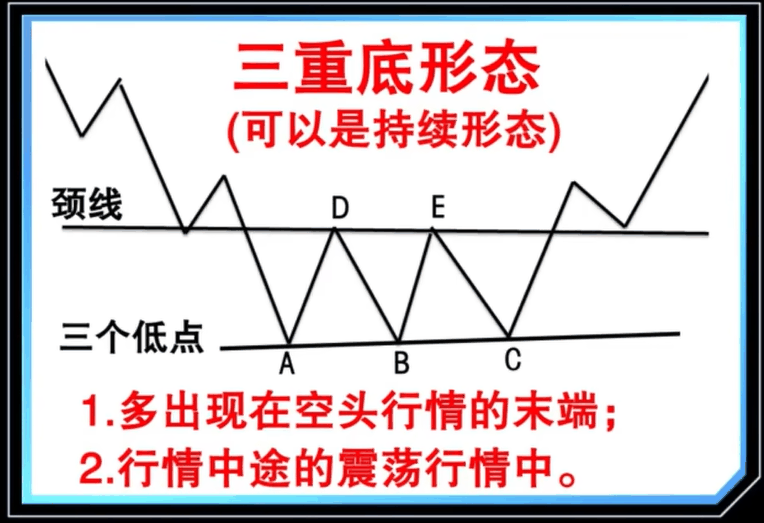 三重底形态
(可以是持续形态)
颈线
D
E
三个低点
A
B
C
1.多出现在空头行情的末端；
2.行情中途的震荡行情中。